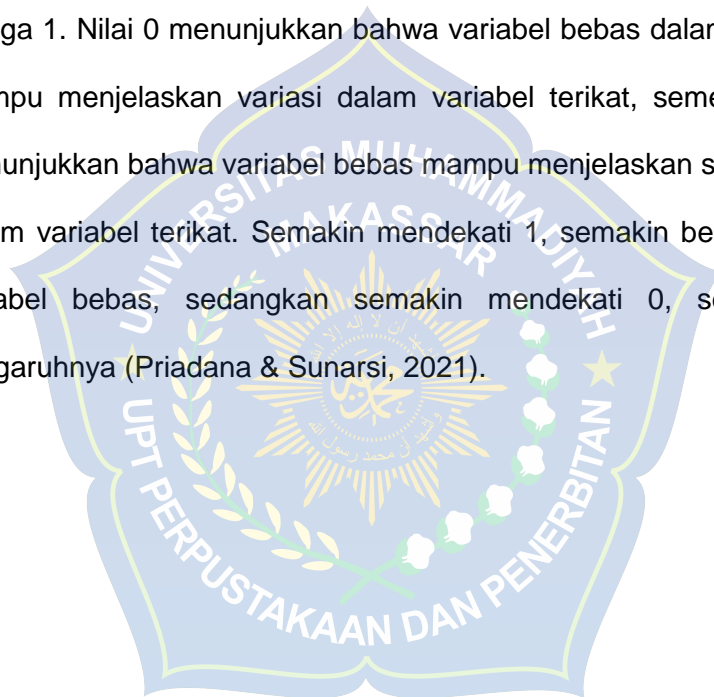 ga 1. Nilai 0 menunjukkan bahwa variabel bebas dalam
mpu menjelaskan variasi dalam variabel terikat, seme
unjukkan bahwa variabel bebas mampu menjelaskan s
m variabel terikat. Semakin mendekati 1, semakin be
abel bebas, sedangkan semakin mendekati 0, se
garuhnya (Priadana & Sunarsi, 2021).
UNIVERSITAS MUHAMMADIYAH
MAKASSAR
UPT PERPUSTAKAAN DAN PENERBITAN